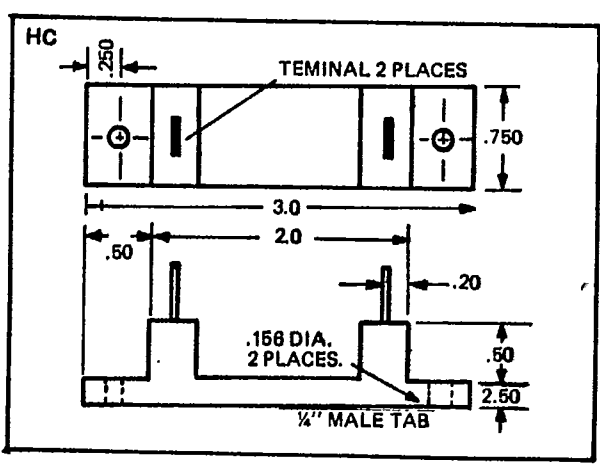 HC
.250
TEMINAL 2 PLACES
.750
3.0
.50
2.0
.20
.156 DIA.
2 PLACES.
.50
2.50
¼" MALE TAB